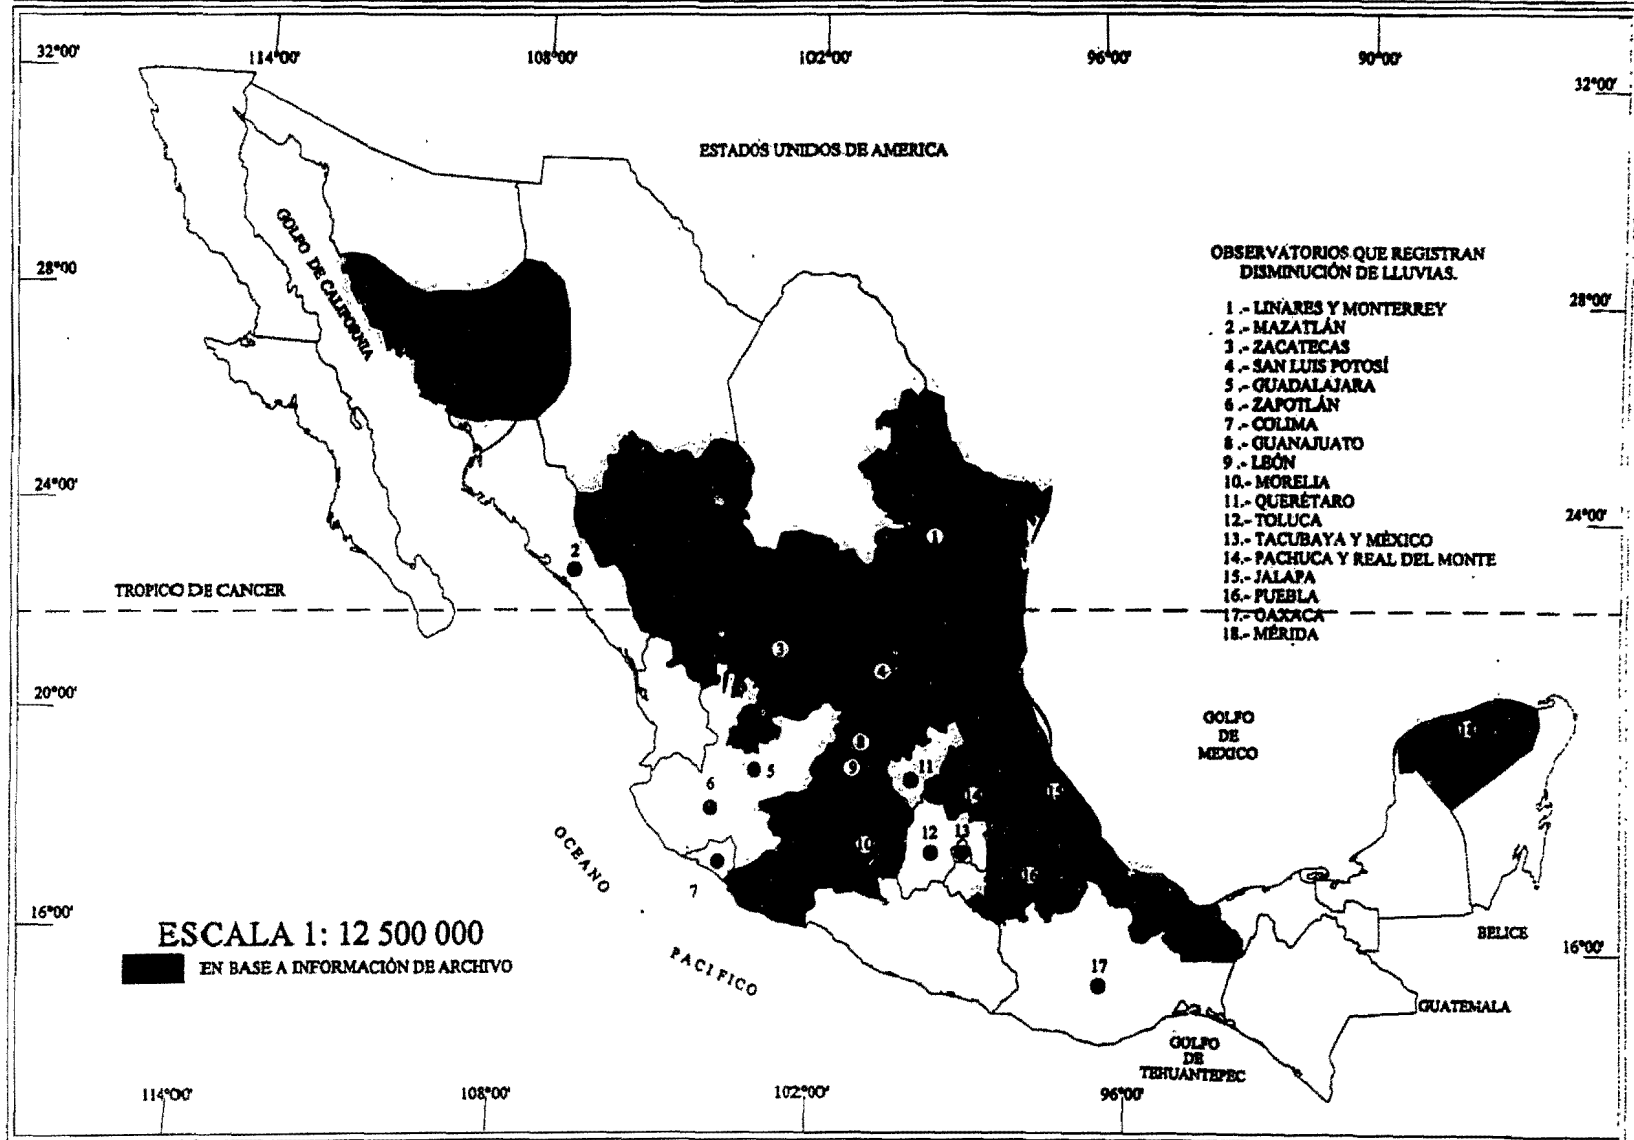 114°00' 108°00' 102°00' 96°00' 90°00'
32°00'
32°00'
ESTADOS UNIDOS DE AMERICA
GOLFO DE CALIFORNIA
28°00
28°00'
OBSERVATORIOS QUE REGISTRAN
DISMINUCIÓN DE LLUVIAS.
1.- LINARES Y MONTERREY
2.- MAZATLÁN
3.- ZACATECAS
4.- SAN LUIS POTOSÍ
5.- GUADALAJARA
6.- ZAPOTLÁN
7.- COLIMA
8.- GUANAJUATO
9.- LEÓN
10.- MORELIA
11.- QUERÉTARO
12.- TOLUCA
13.- TACUBAYA Y MÉXICO
14.- PACHUCA Y REAL DEL MONTE
15.- JALAPA
16.- PUEBLA
17.- OAXACA
18.- MÉRIDA
24°00'
24°00'
1
2
TROPICO DE CANCER
3
4
20°00'
GOLFO
DE
MEXICO
8
9
5
11
6
14
12
13
10
16
7
OCEANO
PACIFICO
16°00'
16°00'
ESCALA 1: 12 500 000
EN BASE A INFORMACIÓN DE ARCHIVO
17
BELICE
GUATEMALA
GOLFO
DE
TEHUANTEPEC
114°00' 108°00' 102°00' 96°00'